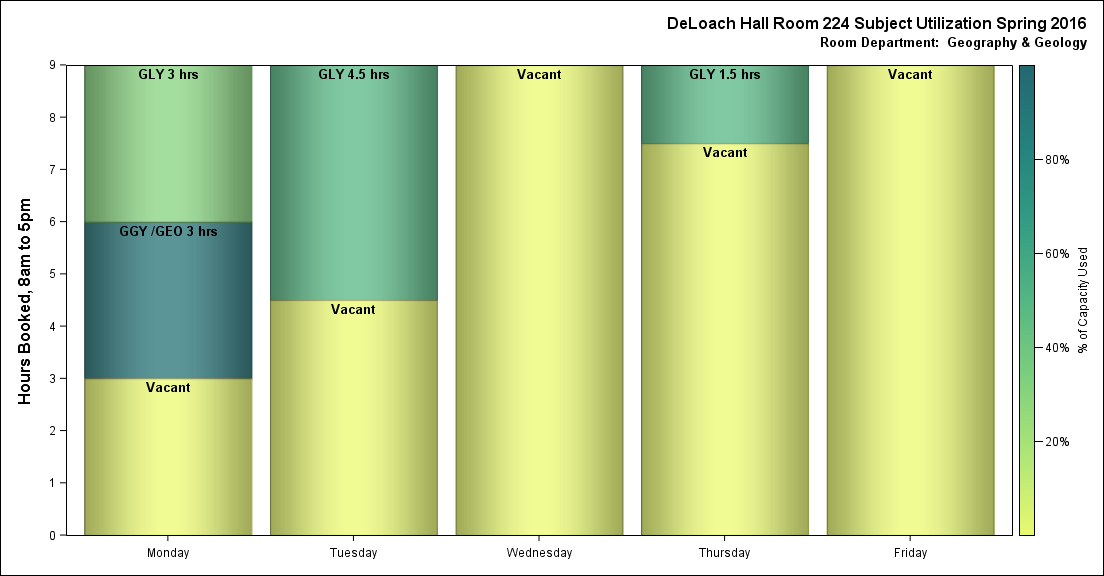 DeLoach Hall Room 224 Subject Utilization Spring 2016
Room Department:  Geography & Geology
Hours Booked, 8am to 5pm
9
8
7
6
5
4
3
2
1
0
GLY 3 hrs
GGY /GEO 3 hrs
Vacant
GLY 4.5 hrs
Vacant
Vacant
GLY 1.5 hrs
Vacant
Vacant
Monday
Tuesday
Wednesday
Thursday
Friday
80%
60%
40%
20%
% of Capacity Used